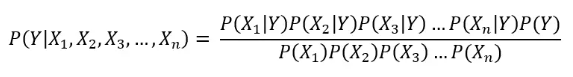 P(Y|X₁, X₂, X₃, … , Xₙ) = P(X₁|Y)P(X₂|Y)P(X₃|Y) … P(Xₙ|Y)P(Y) / P(X₁)P(X₂)P(X₃) … P(Xₙ)